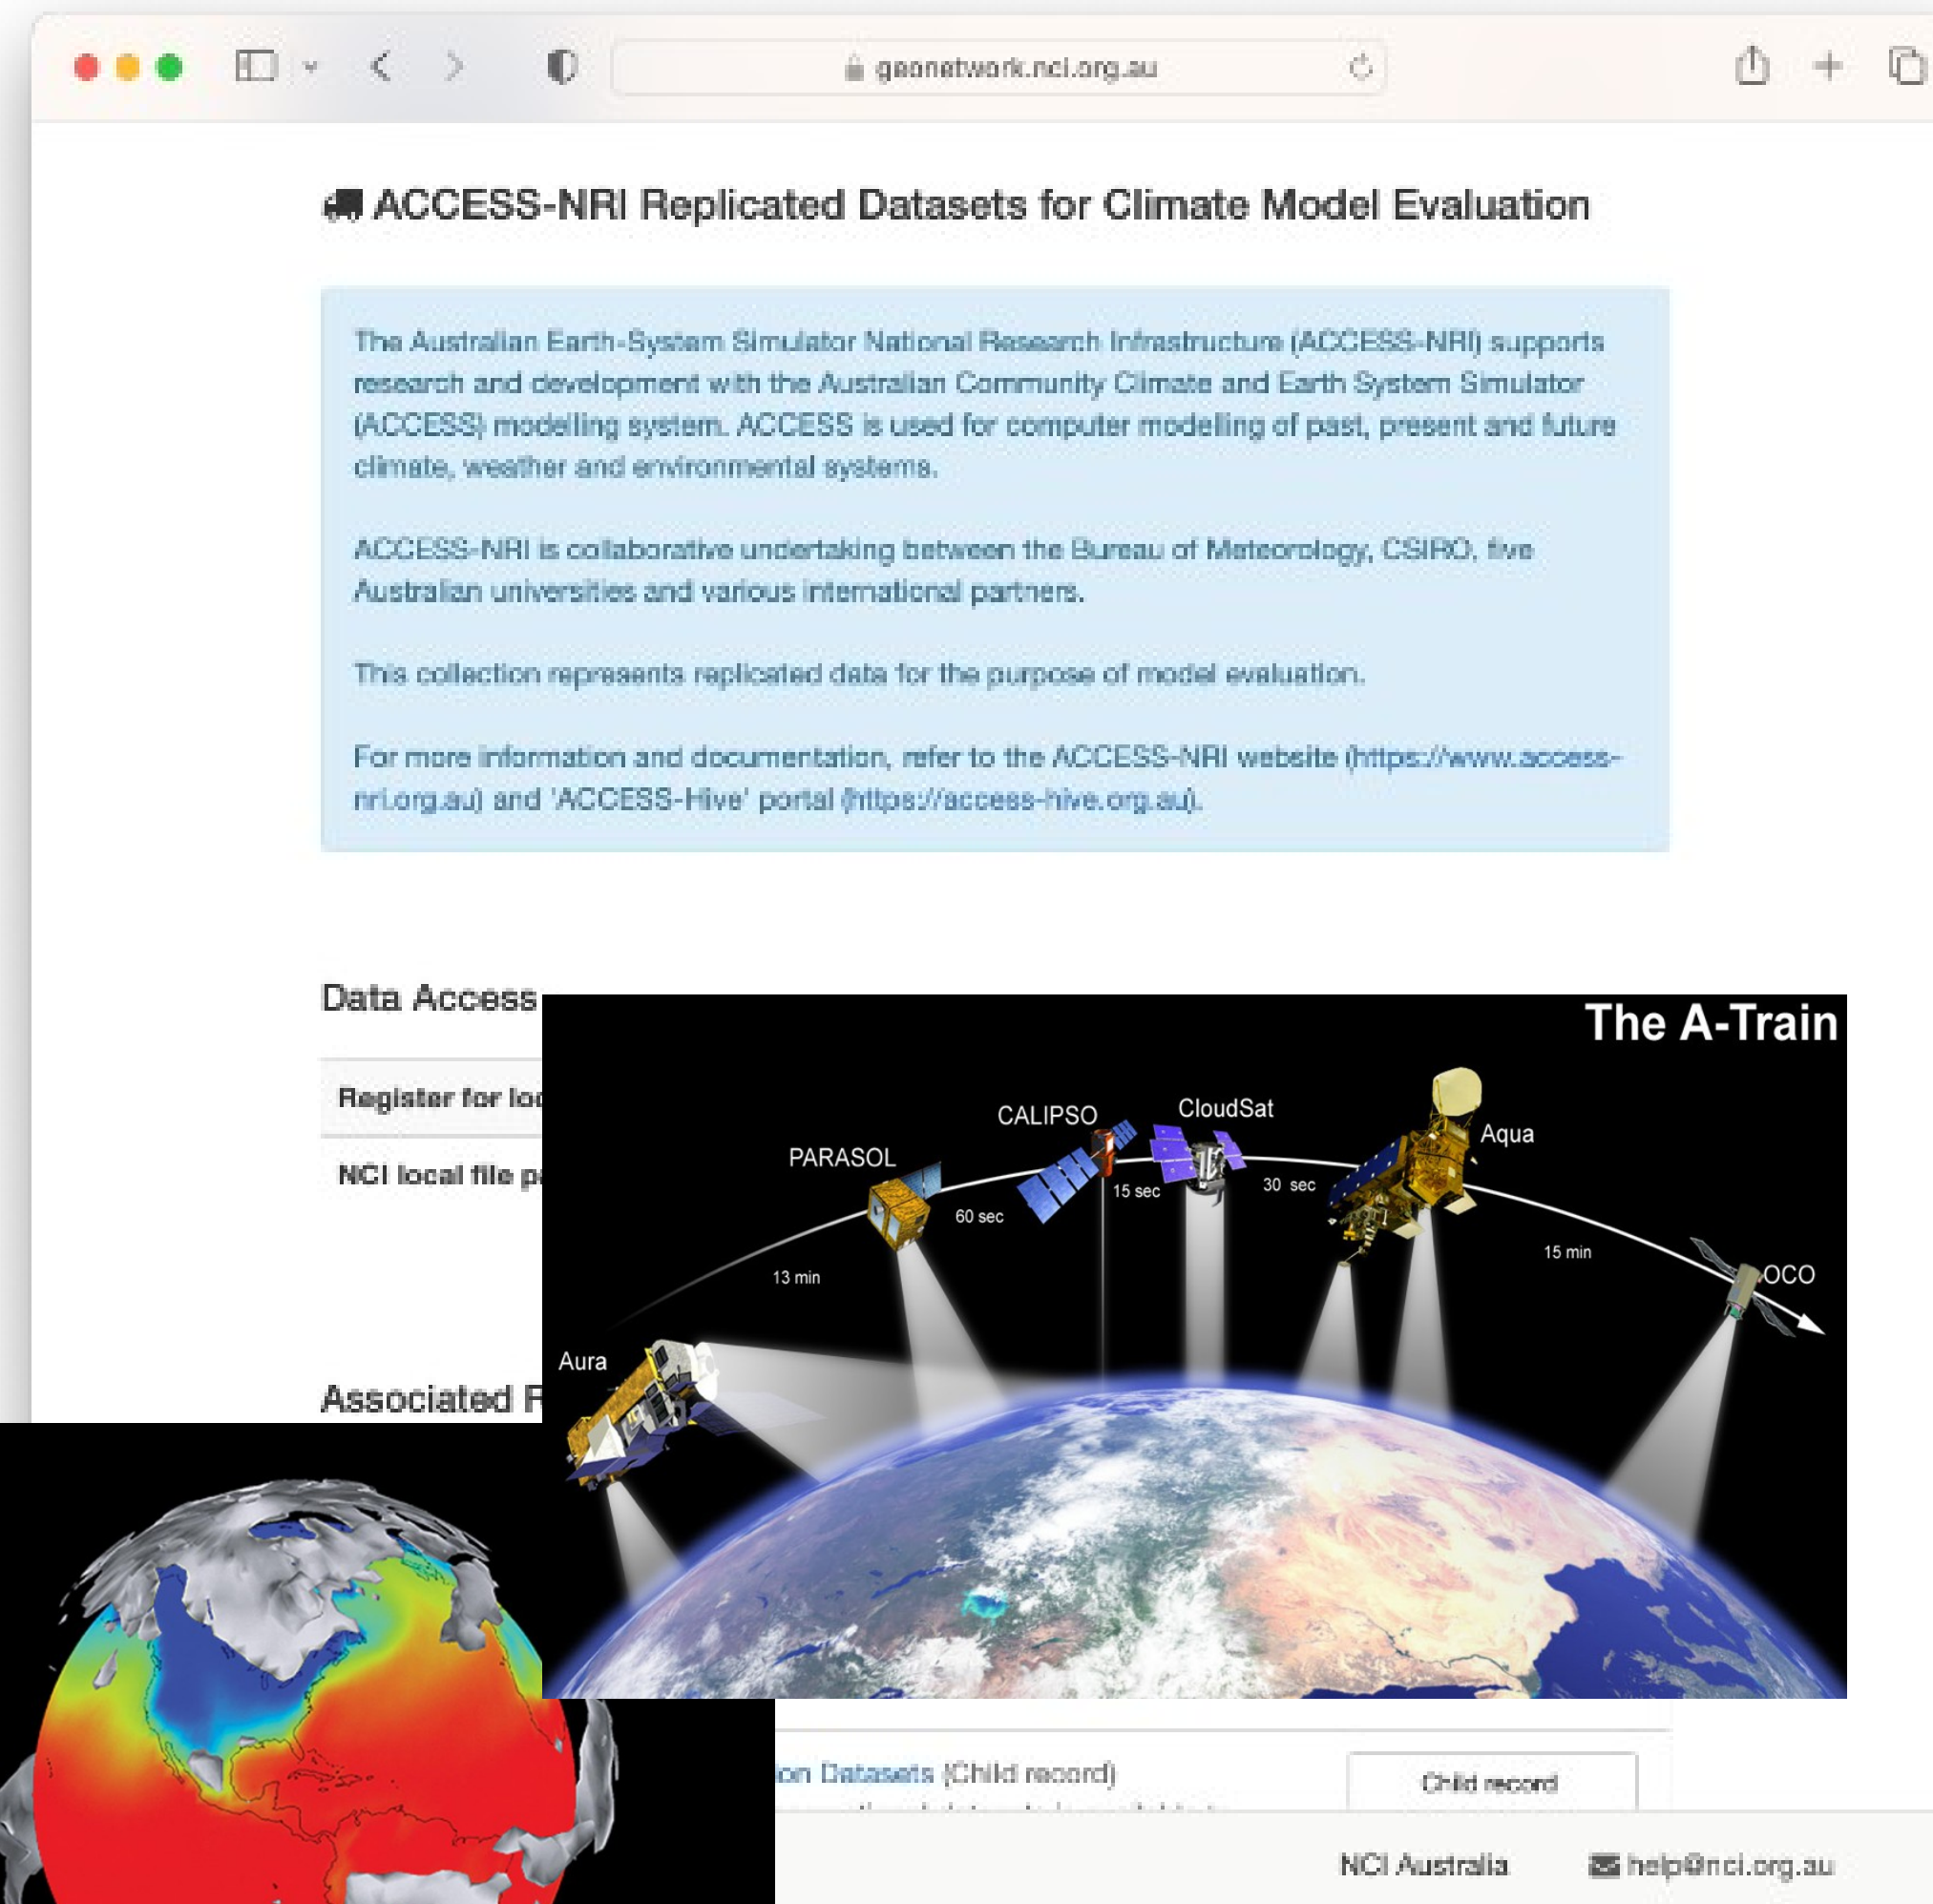 geonetwork.nci.org.au
ACCESS-NRI Replicated Datasets for Climate Model Evaluation
The Australian Earth-System Simulator National Research Infrastructure (ACCESS-NRI) supports
research and development with the Australian Community Climate and Earth System Simulator
(ACCESS) modelling system. ACCESS is used for computer modelling of past, present and future
climate, weather and environmental systems.
ACCESS-NRI is collaborative undertaking between the Bureau of Meteorology, CSIRO, five
Australian universities and various international partners.
This collection represents replicated data for the purpose of model evaluation.
For more information and documentation, refer to the ACCESS-NRI website (https://www.access-
nri.org.au) and 'ACCESS-Hive' portal (https://access-hive.org.au).
Data Access
Register for loc
NCI local file pa
Associated R
The A-Train
CALIPSO
CloudSat
Aqua
PARASOL
15 sec
30 sec
60 sec
15 min
13 min
OCO
Aura
ion Datasets (Child record)
Child record
NCI Australia
help@nci.org.au